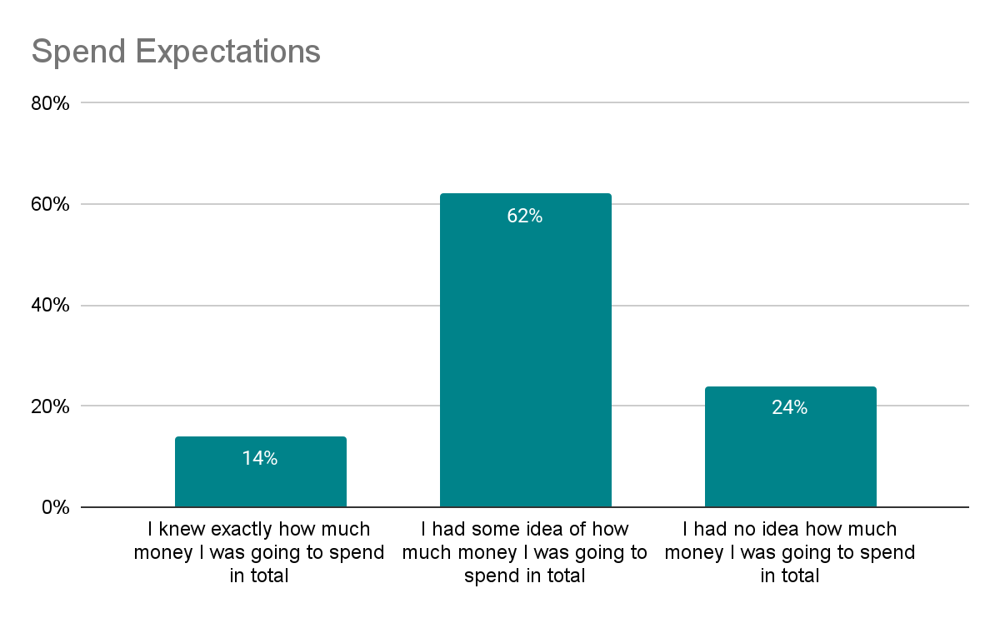 Spend Expectations
80%
60%
40%
20%
0%
62%
24%
14%
I knew exactly how much
money I was going to spend
in total
I had some idea of how
much money I was going to
spend in total
I had no idea how much
money I was going to spend
in total